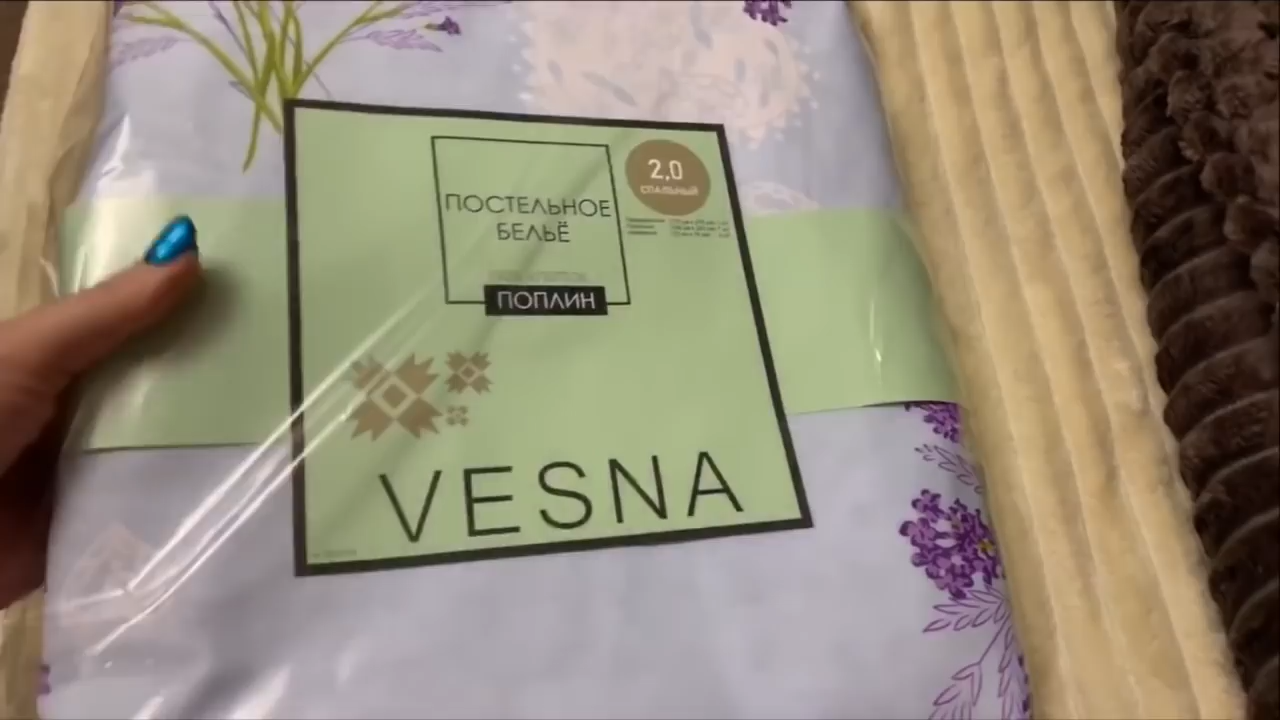 2,0
СПАЛЬНЫЙ
ПОСТЕЛЬНОЕ
БЕЛЬЁ
ПОПЛИН
VESNA